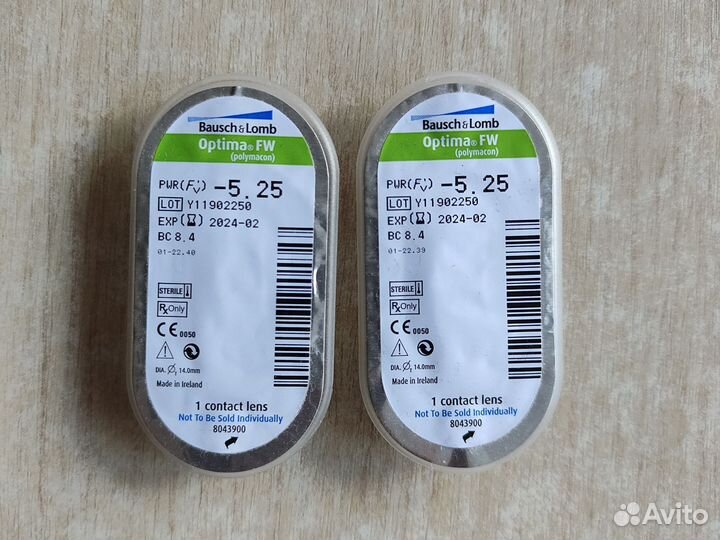 Bausch & Lomb
Optima® FW
(polymacon)
PWR(F'v) -5.25
LOT Y11902250
EXP 2024-02
BC 8.4
01-22.40
STERILE
Rx Only
CE 0050
DIA. Ø, 14.0mm
Made in Ireland
1 contact lens
Not To Be Sold Individually
8043900
Bausch & Lomb
Optima® FW
(polymacon)
PWR(F'v) -5.25
LOT Y11902250
EXP 2024-02
BC 8.4
01-22.39
STERILE
Rx Only
CE 0050
DIA. Ø, 14.0mm
Made in Ireland
1 contact lens
Not To Be Sold Individually
8043900
Avito